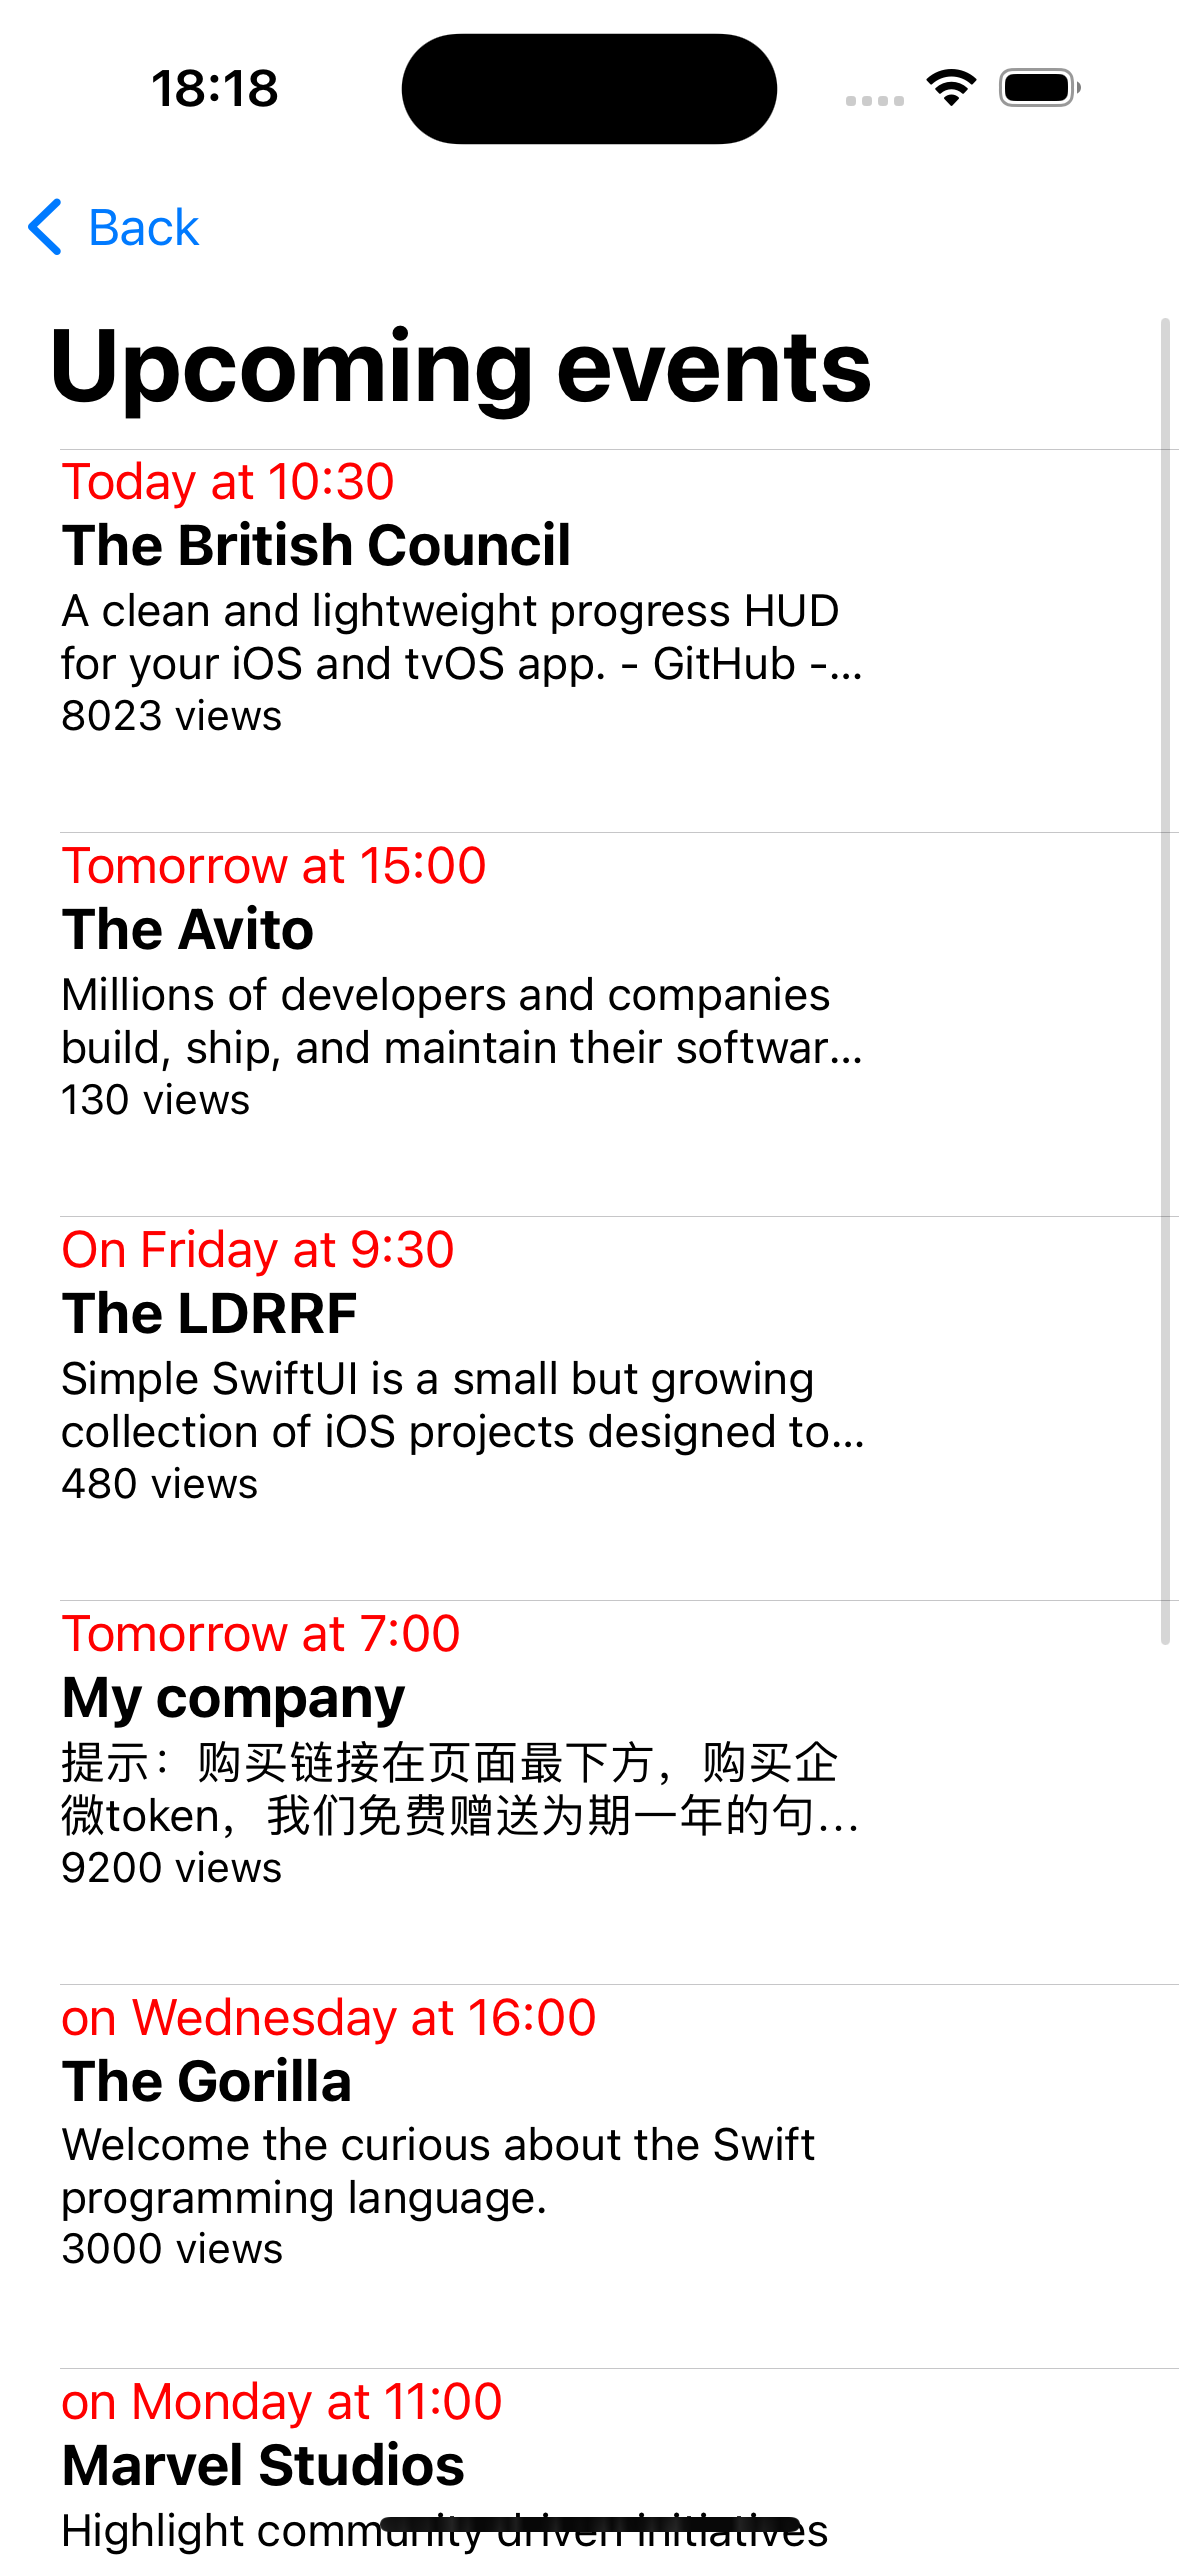 18:18
Back
Upcoming events
Today at 10:30
The British Council
A clean and lightweight progress HUD
for your iOS and tvOS app. - GitHub -...
8023 views
Tomorrow at 15:00
The Avito
Millions of developers and companies
build, ship, and maintain their softwar...
130 views
On Friday at 9:30
The LDRRF
Simple SwiftUI is a small but growing
collection of iOS projects designed to...
480 views
Tomorrow at 7:00
My company
提示：购买链接在页面最下方，购买企
微token，我们免费赠送为期一年的句...
9200 views
on Wednesday at 16:00
The Gorilla
Welcome the curious about the Swift
programming language.
3000 views
on Monday at 11:00
Marvel Studios
Highlight community driven initiatives